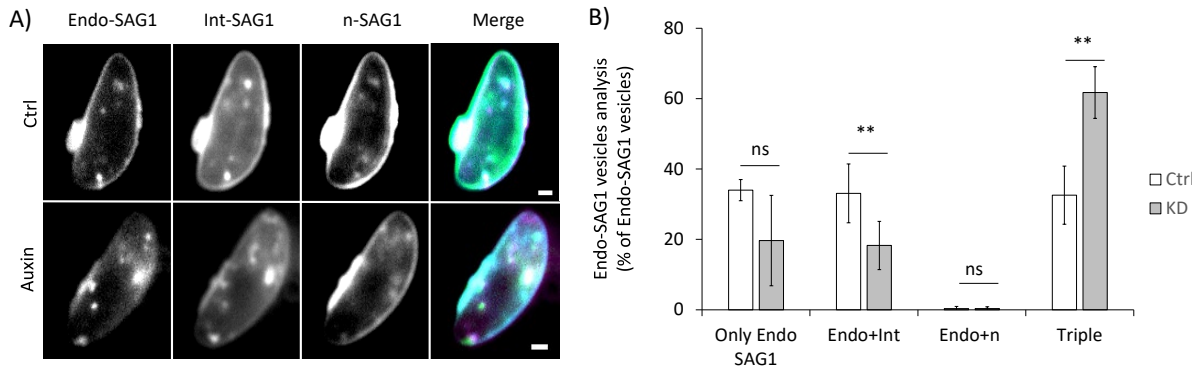 A)
Endo-SAG1 Int-SAG1 n-SAG1 Merge
Ctrl
Auxin
B)
Endo-SAG1 vesicles analysis
(% of Endo-SAG1 vesicles)
80
60
40
20
0
ns
**
ns
**
Only Endo
SAG1
Endo+Int
Endo+n
Triple
Ctrl
KD